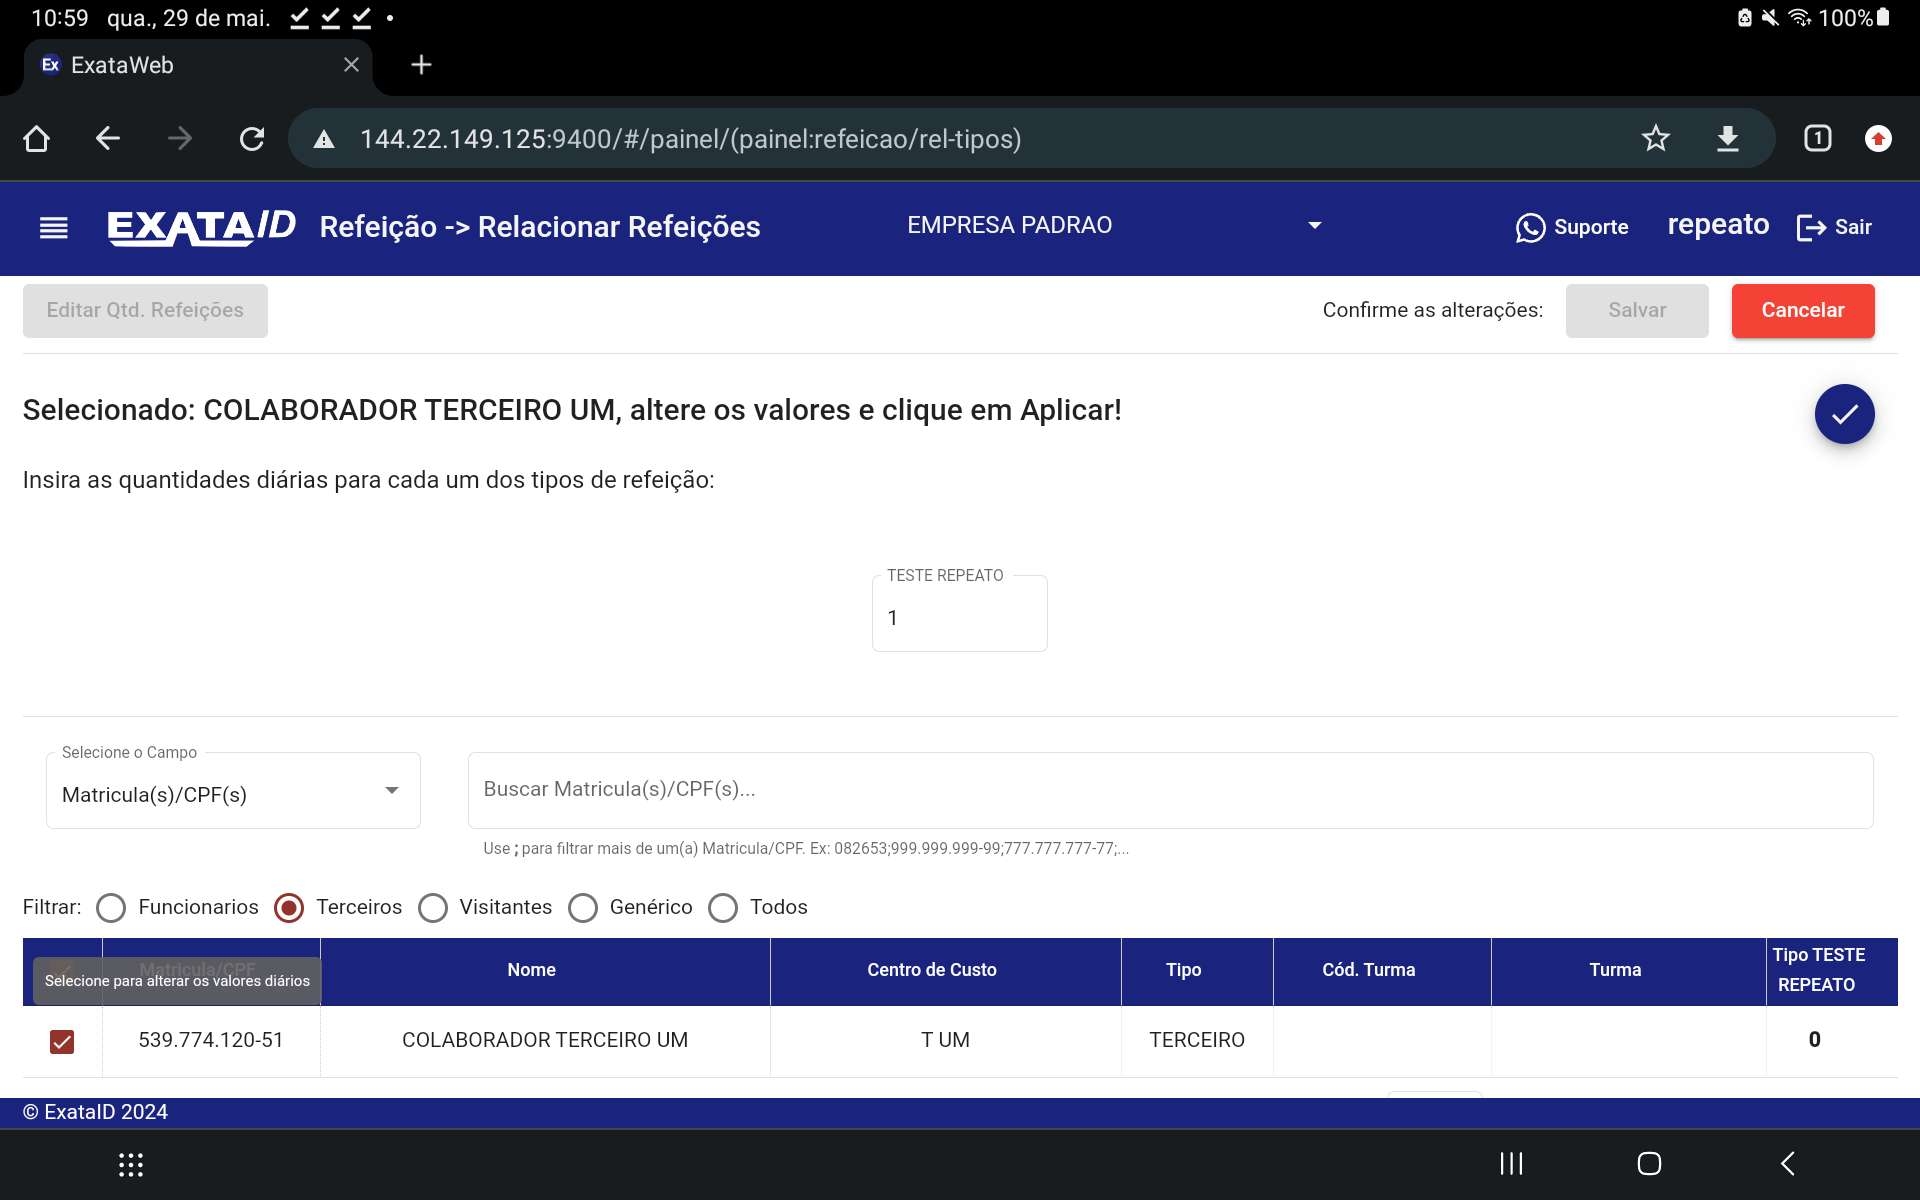 10:59 qua., 29 de mai.
100%
Ex ExataWeb
144.22.149.125:9400/#/painel/(painel:refeicao/rel-tipos)
1
EXATAID Refeição -> Relacionar Refeições EMPRESA PADRAO Suporte repeato Sair
Editar Qtd. Refeições Confirme as alterações: Salvar Cancelar
Selecionado: COLABORADOR TERCEIRO UM, altere os valores e clique em Aplicar!
Insira as quantidades diárias para cada um dos tipos de refeição:
TESTE REPEATO
1
Selecione o Campo
Matricula(s)/CPF(s)
Buscar Matricula(s)/CPF(s)...
Use ; para filtrar mais de um(a) Matricula/CPF. Ex: 082653;999.999.999-99;777.777.777-77;...
Filtrar: Funcionarios Terceiros Visitantes Genérico Todos
Matricula/CPF Nome Centro de Custo Tipo Cód. Turma Turma Tipo TESTE REPEATO
Selecione para alterar os valores diários
539.774.120-51 COLABORADOR TERCEIRO UM T UM TERCEIRO 0
© ExataID 2024